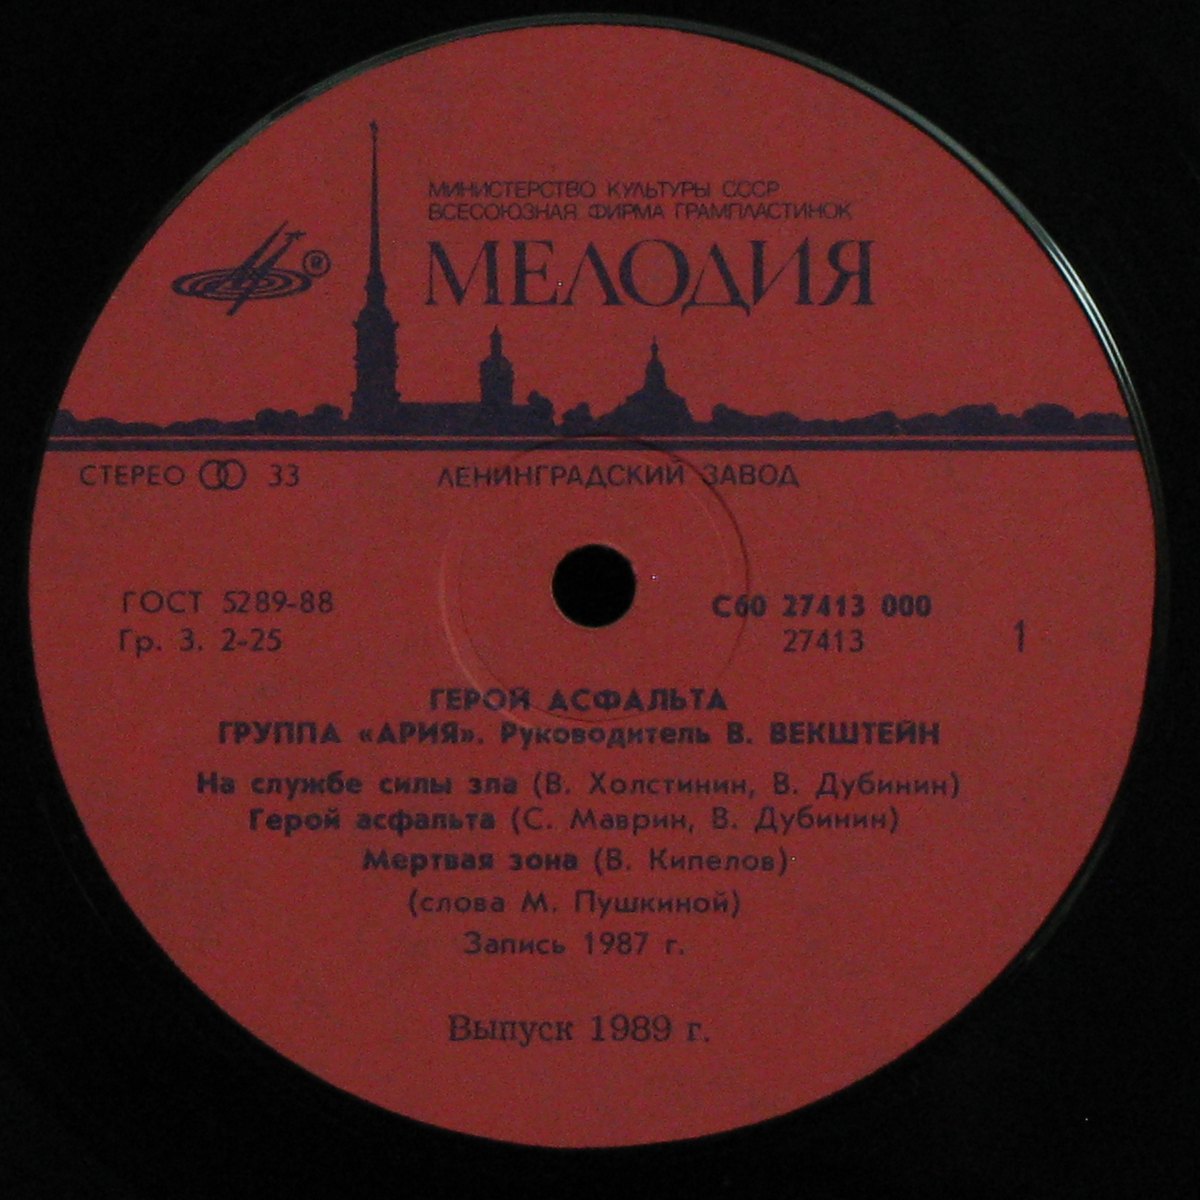 МИНИСТЕРСТВО КУЛЬТУРЫ СССР
ВСЕСОЮЗНАЯ ФИРМА ГРАМПЛАСТИНОК
®
МЕЛОДИЯ
СТЕРЕО 33
ЛЕНИНГРАДСКИЙ ЗАВОД
ГОСТ 5289-88
Гр. 3. 2-25
С60 27413 000
27413
1
ГЕРОЙ АСФАЛЬТА
ГРУППА «АРИЯ». Руководитель В. ВЕКШТЕЙН
На службе силы зла (В. Холстинин, В. Дубинин)
Герой асфальта (С. Маврин, В. Дубинин)
Мертвая зона (В. Кипелов)
(слова М. Пушкиной)
Запись 1987 г.
Выпуск 1989 г.